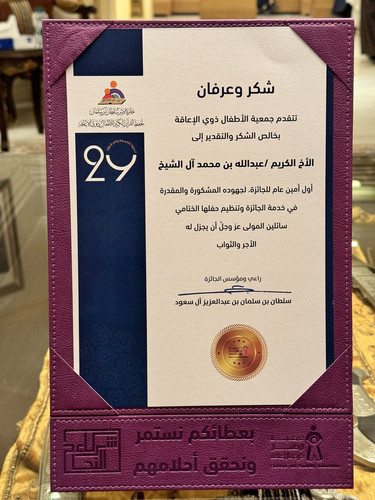 شكر وعرفان
تتقدم جمعية الأطفال ذوي الإعاقة
بخالص الشكر والتقدير إلى
الأخ الكريم /عبدالله بن محمد آل الشيخ
أول أمين عام للجائزة، لجهوده المشكورة والمقدرة
في خدمة الجائزة وتنظيم حفلها الختامي
سائلين المولى عز وجلّ أن يجزل له
الأجر والثواب
راعي ومؤسس الجائزة
سلطان بن سلمان بن عبدالعزيز آل سعود
29
شركاء
النجاح
بعطائكم نستمر
ونحقق أحلامهم